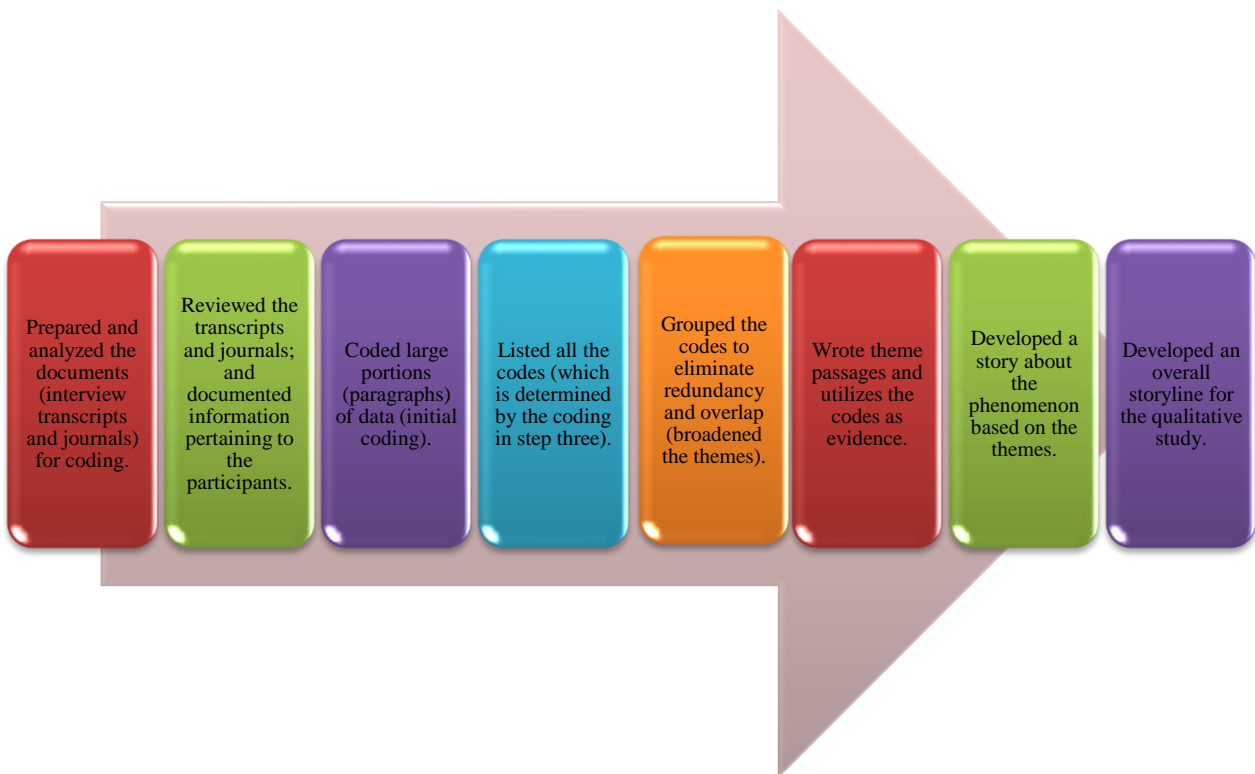 Prepared and
analyzed the
documents
(interview
transcripts
and journals)
for coding.
Reviewed the
transcripts
and journals;
and
documented
information
pertaining to
the
participants.
Coded large
portions
(paragraphs)
of data (initial
coding).
Listed all the
codes (which
is determined
by the coding
in step three).
Grouped the
codes to
eliminate
redundancy
and overlap
(broadened
the themes).
Wrote theme
passages and
utilizes the
codes as
evidence.
Developed a
story about
the
phenomenon
based on the
themes.
Developed an
overall
storyline for
the qualitative
study.